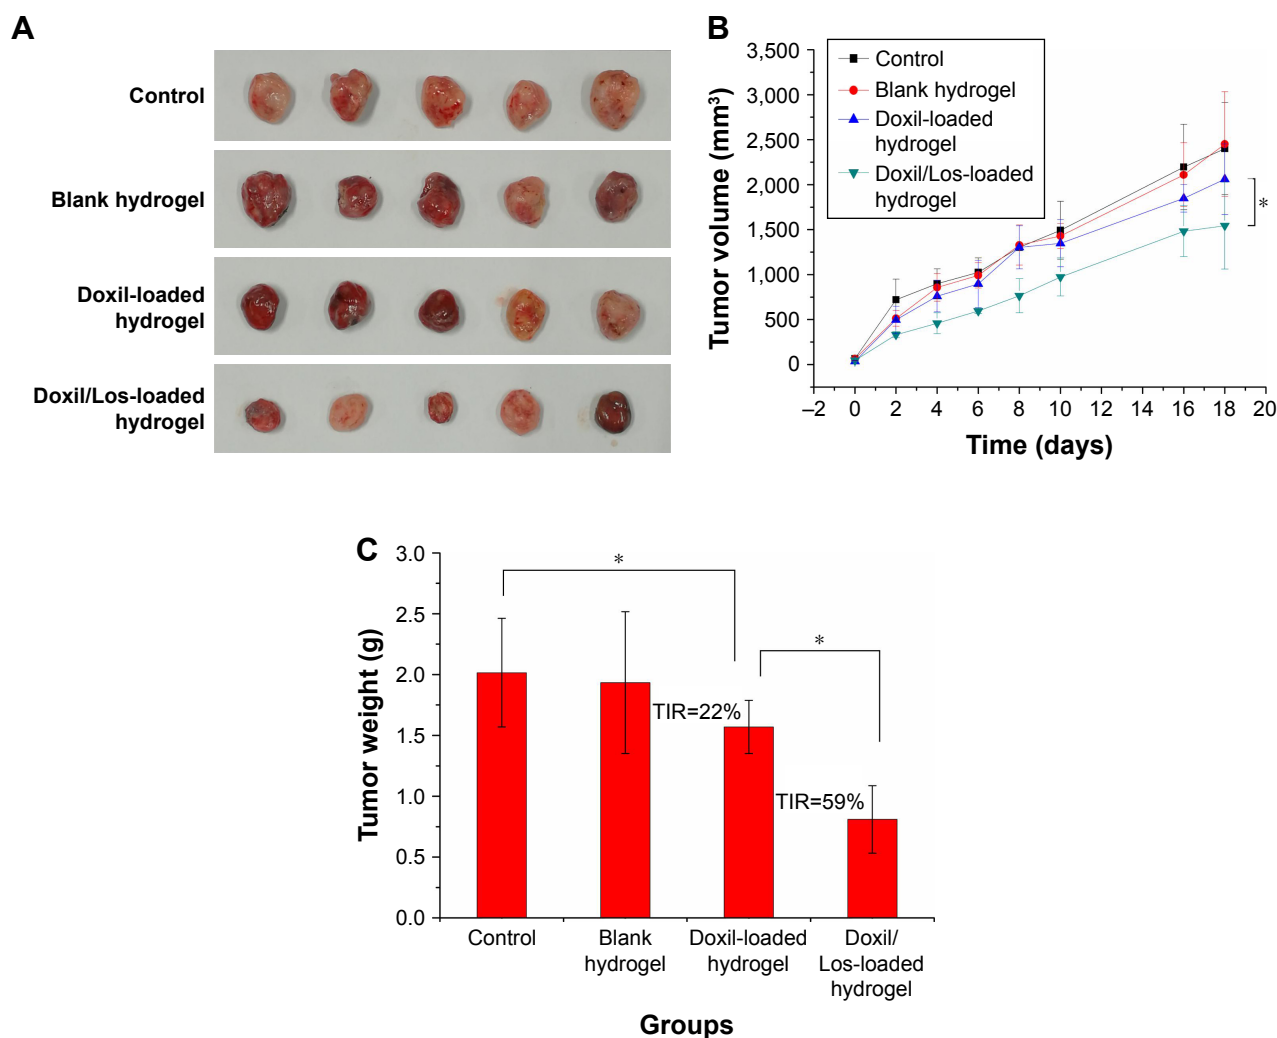 A
Control
Blank hydrogel
Doxil-loaded
hydrogel
Doxil/Los-loaded
hydrogel
B
Tumor volume (mm³)
3,500
3,000
2,500
2,000
1,500
1,000
500
0
Control
Blank hydrogel
Doxil-loaded
hydrogel
Doxil/Los-loaded
hydrogel
*
–2 0 2 4 6 8 10 12 14 16 18 20
Time (days)
C
Tumor weight (g)
3.0
2.5
2.0
1.5
1.0
0.5
0.0
*
*
TIR=22%
TIR=59%
Control
Blank
hydrogel
Doxil-loaded
hydrogel
Doxil/
Los-loaded
hydrogel
Groups